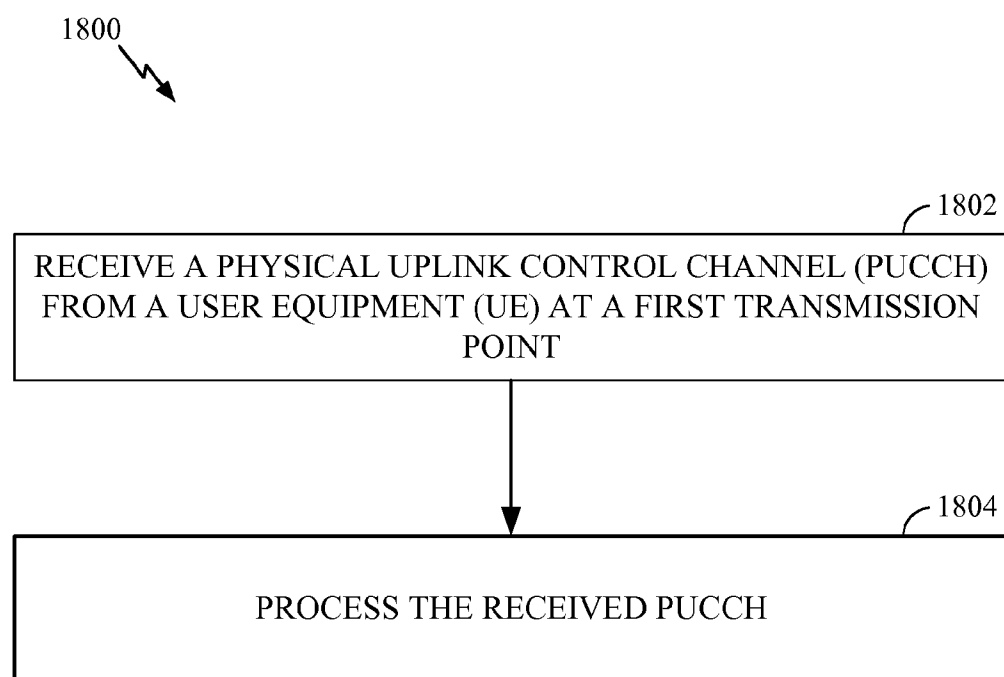 1800
1802
RECEIVE A PHYSICAL UPLINK CONTROL CHANNEL (PUCCH)
FROM A USER EQUIPMENT (UE) AT A FIRST TRANSMISSION
POINT
1804
PROCESS THE RECEIVED PUCCH